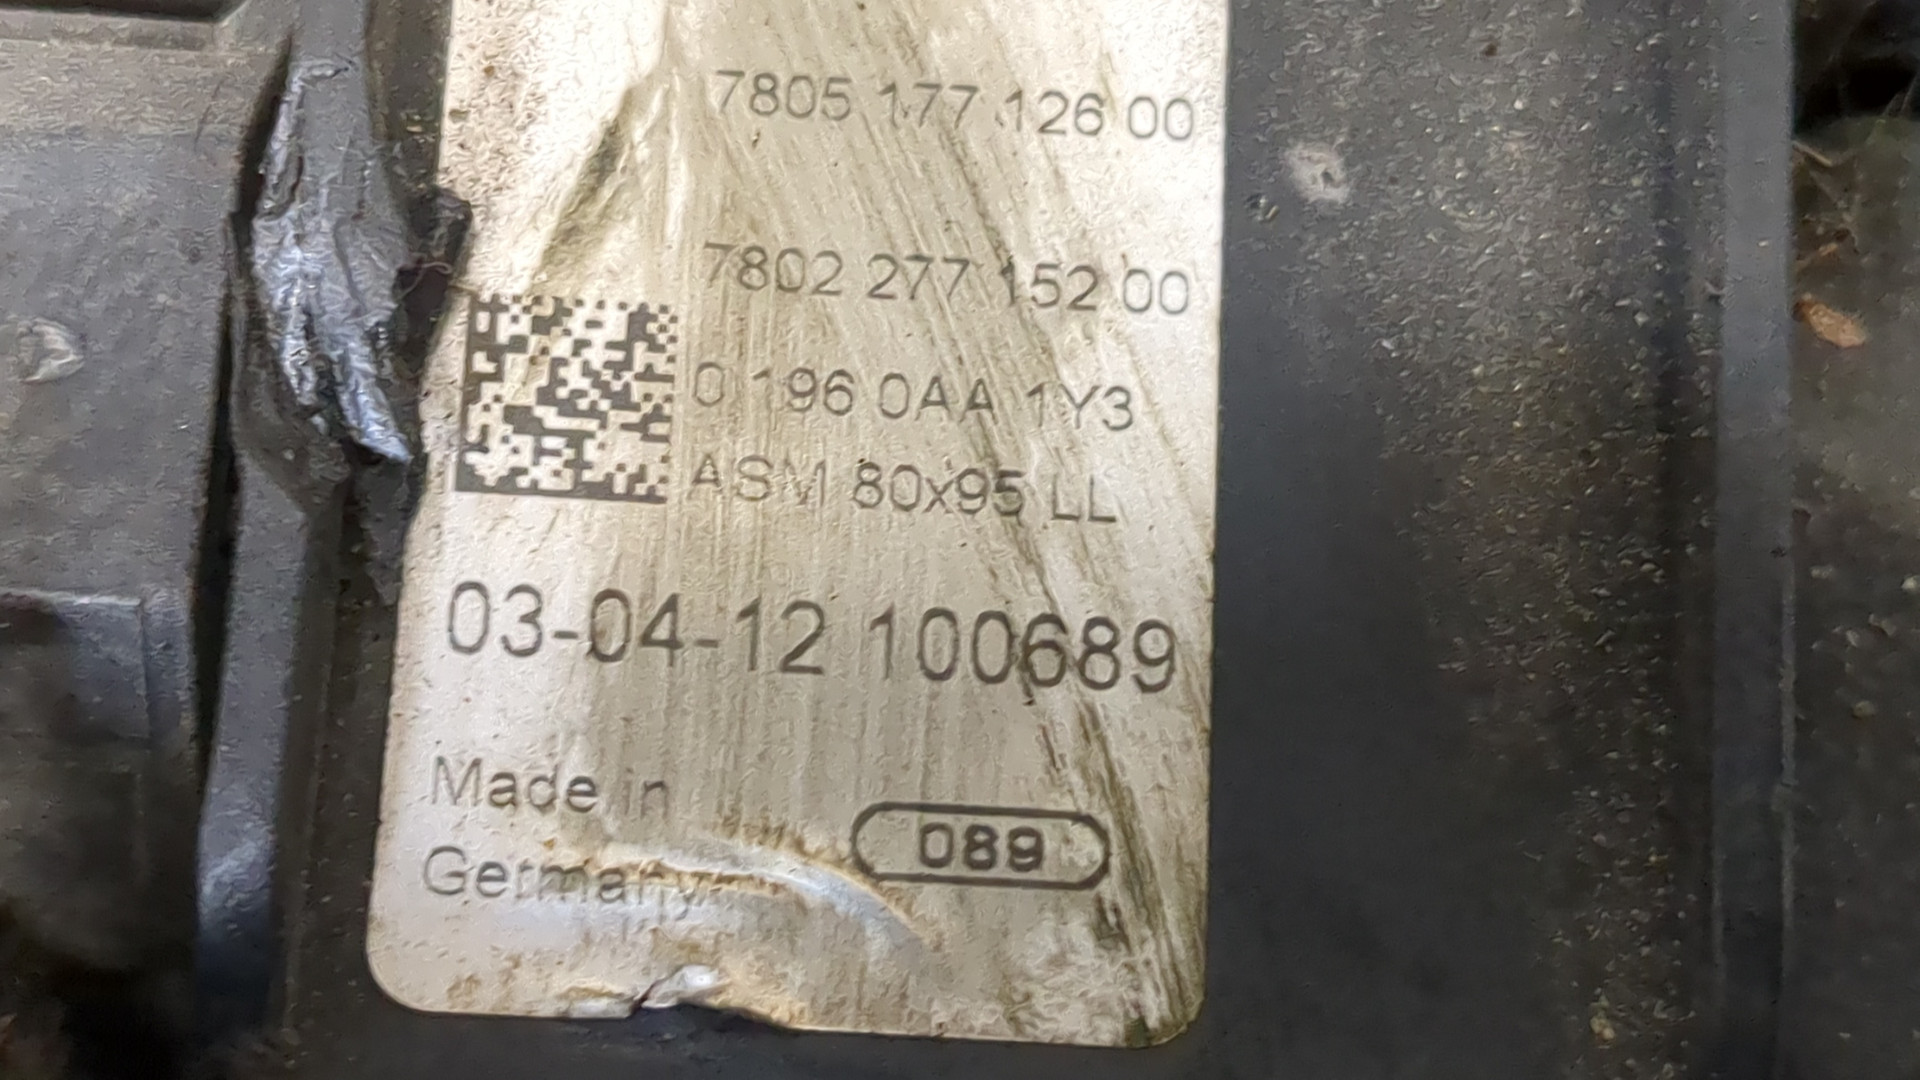 7805 177 126 00
7802 277 152 00
0 196 0AA 1Y3
ASM 80x95 LL
03-04-12 100689
Made in
Germany
089